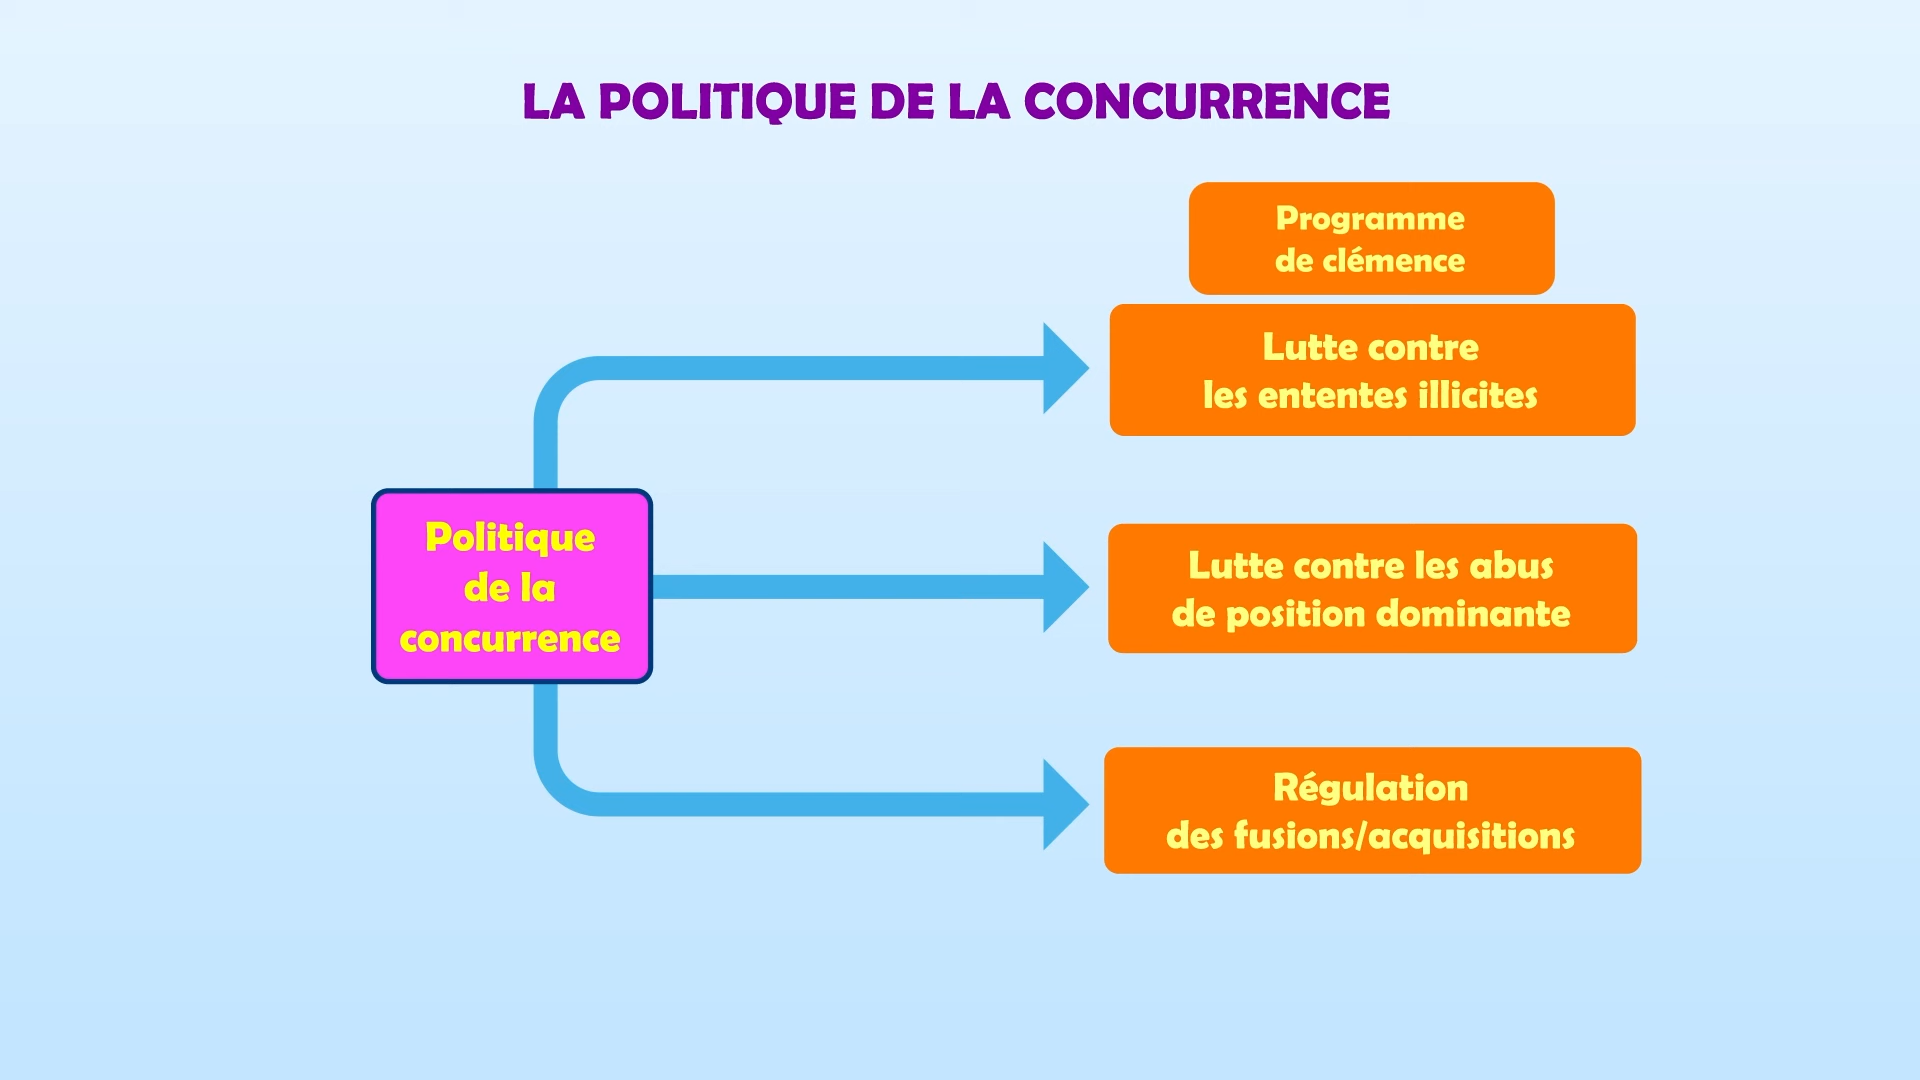 LA POLITIQUE DE LA CONCURRENCE
Programme
de clémence
Lutte contre
les ententes illicites
Politique
de la
concurrence
Lutte contre les abus
de position dominante
Régulation
des fusions/acquisitions